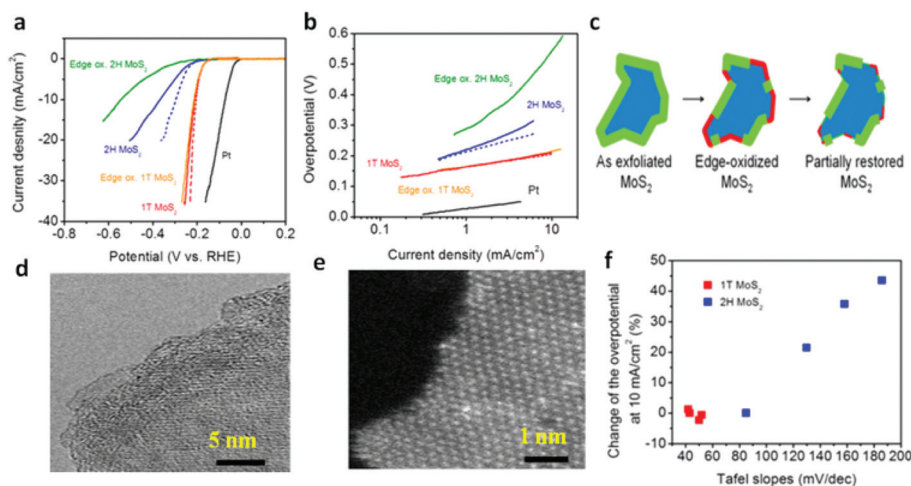 a
Current density (mA/cm²)
0
-10
-20
-30
-40
-0.8
-0.6
-0.4
-0.2
0.0
0.2
Potential (V vs. RHE)
Edge ox. 2H MoS₂
2H MoS₂
Edge ox. 1T MoS₂
1T MoS₂
Pt
b
Overpotential (V)
0.6
0.5
0.4
0.3
0.2
0.1
0.0
0.1
1
10
Current density (mA/cm²)
Edge ox. 2H MoS₂
2H MoS₂
1T MoS₂
Edge ox. 1T MoS₂
Pt
c
As exfoliated
MoS₂
Edge-oxidized
MoS₂
Partially restored
MoS₂
d
5 nm
e
1 nm
f
Change of the overpotential
at 10 mA/cm² (%)
50
40
30
20
10
0
-10
1T MoS₂
2H MoS₂
40
60
80
100
120
140
160
180
200
Tafel slopes (mV/dec)